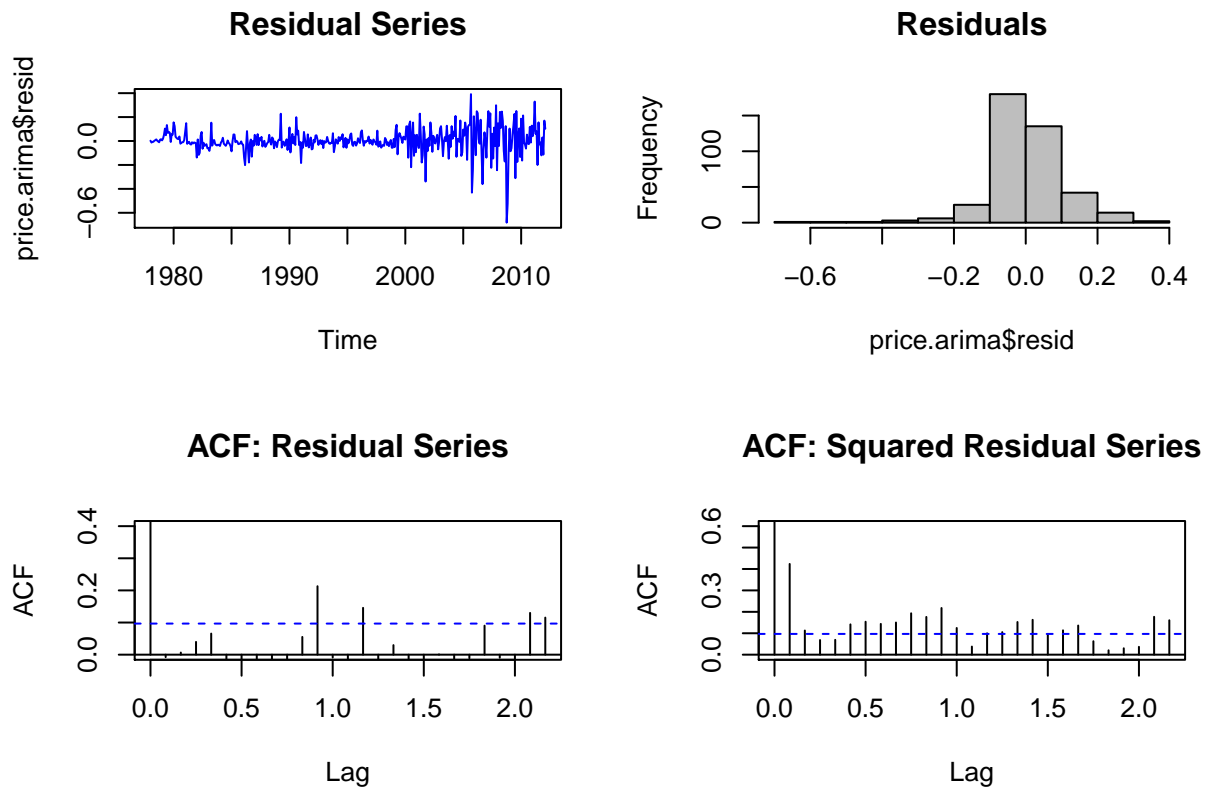 Residual Series
price.arima$resid
0.0
−0.6
1980 1990 2000 2010
Time
Residuals
Frequency
100
0
−0.6 −0.2 0.0 0.2 0.4
price.arima$resid
ACF: Residual Series
ACF
0.4
0.2
0.0
0.0 0.5 1.0 1.5 2.0
Lag
ACF: Squared Residual Series
ACF
0.6
0.3
0.0
0.0 0.5 1.0 1.5 2.0
Lag